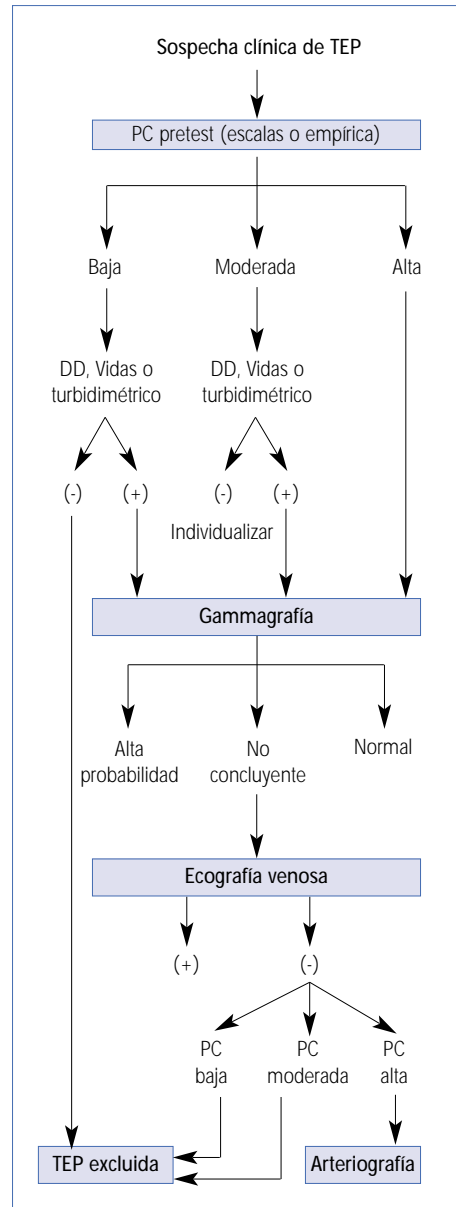 Sospecha clínica de TEP
PC pretest (escalas o empírica)
Baja
Moderada
Alta
DD, Vidas o
turbidimétrico
DD, Vidas o
turbidimétrico
(-)
(+)
(-)
(+)
Individualizar
Gammagrafía
Alta
probabilidad
No
concluyente
Normal
Ecografía venosa
(+)
(-)
PC
baja
PC
moderada
PC
alta
TEP excluida
Arteriografía